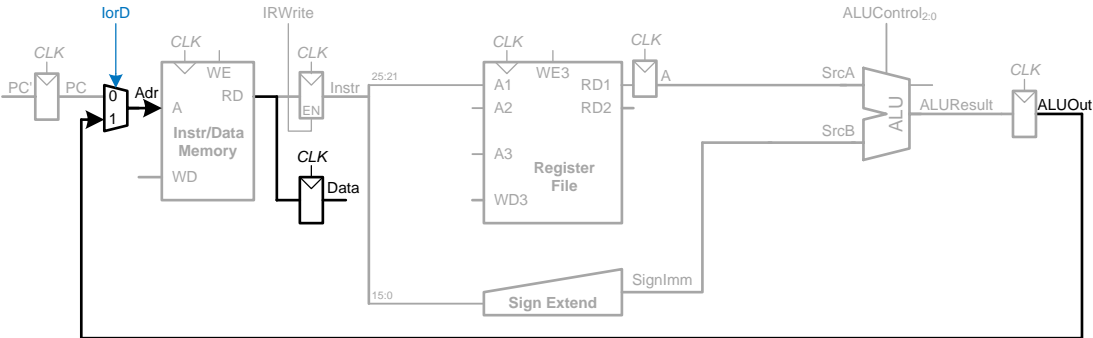 IorD
IRWrite
ALUControl2:0
CLK
CLK
CLK
CLK
CLK
CLK
PC'
PC
0
1
Adr
A
WE
RD
Instr/Data
Memory
WD
EN
Instr
25:21
A1
WE3
RD1
A2
RD2
A3
Register
File
WD3
A
SrcA
SrcB
ALU
ALUResult
ALUOut
CLK
Data
SignImm
15:0
Sign Extend